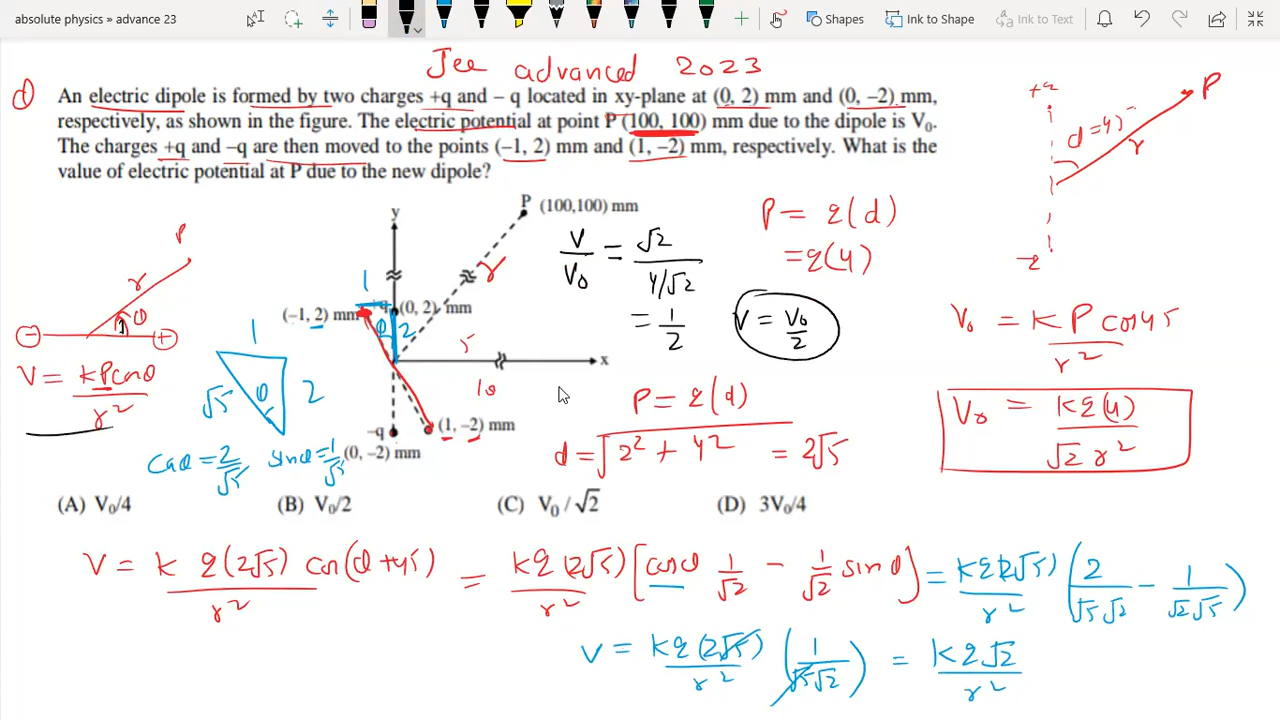 absolute physics » advance 23
Shapes
Ink to Shape
Ink to Text
Jee advanced 2023
d) An electric dipole is formed by two charges +q and – q located in xy-plane at (0, 2) mm and (0, –2) mm,
respectively, as shown in the figure. The electric potential at point P (100, 100) mm due to the dipole is V₀.
The charges +q and –q are then moved to the points (–1, 2) mm and (1, –2) mm, respectively. What is the
value of electric potential at P due to the new dipole?
+q
P
d=45°
r
-q
P
r
θ
V = kPcosθ / r²
y
P (100,100) mm
r
(–1, 2) mm
+q (0, 2) mm
1
θ
2
x
-q
(1, –2) mm
(0, –2) mm
1
√5
θ
2
cosθ = 2/√5 sinθ = 1/√5
V/V₀ = √2 / 4/√2
= 1/2
V = V₀/2
P = q(d)
= q(4)
V₀ = KP cos45 / r²
V₀ = Kq(4) / √2 r²
P = q(d)
d = √2² + 4² = 2√5
(A) V₀/4 (B) V₀/2 (C) V₀ / √2 (D) 3V₀/4
V = K q(2√5) cos(θ+45) / r² = Kq(2√5) / r² [cosθ 1/√2 – 1/√2 sinθ] = Kq(2√5) / r² (2/√5√2 – 1/√2√5)
V = Kq(2√5) / r² (1/√5√2) = Kq√2 / r²